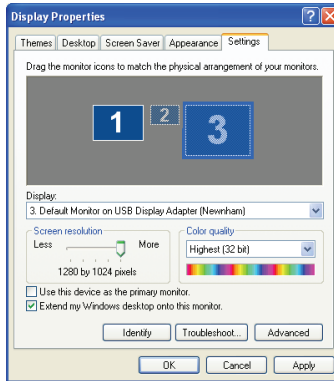 Display Properties
Themes Desktop Screen Saver Appearance Settings
Drag the monitor icons to match the physical arrangement of your monitors.
1 2 3
Display:
3. Default Monitor on USB Display Adapter (Newnham)
Screen resolution
Less More
1280 by 1024 pixels
Color quality
Highest (32 bit)
Use this device as the primary monitor.
Extend my Windows desktop onto this monitor.
Identify Troubleshoot... Advanced
OK Cancel Apply